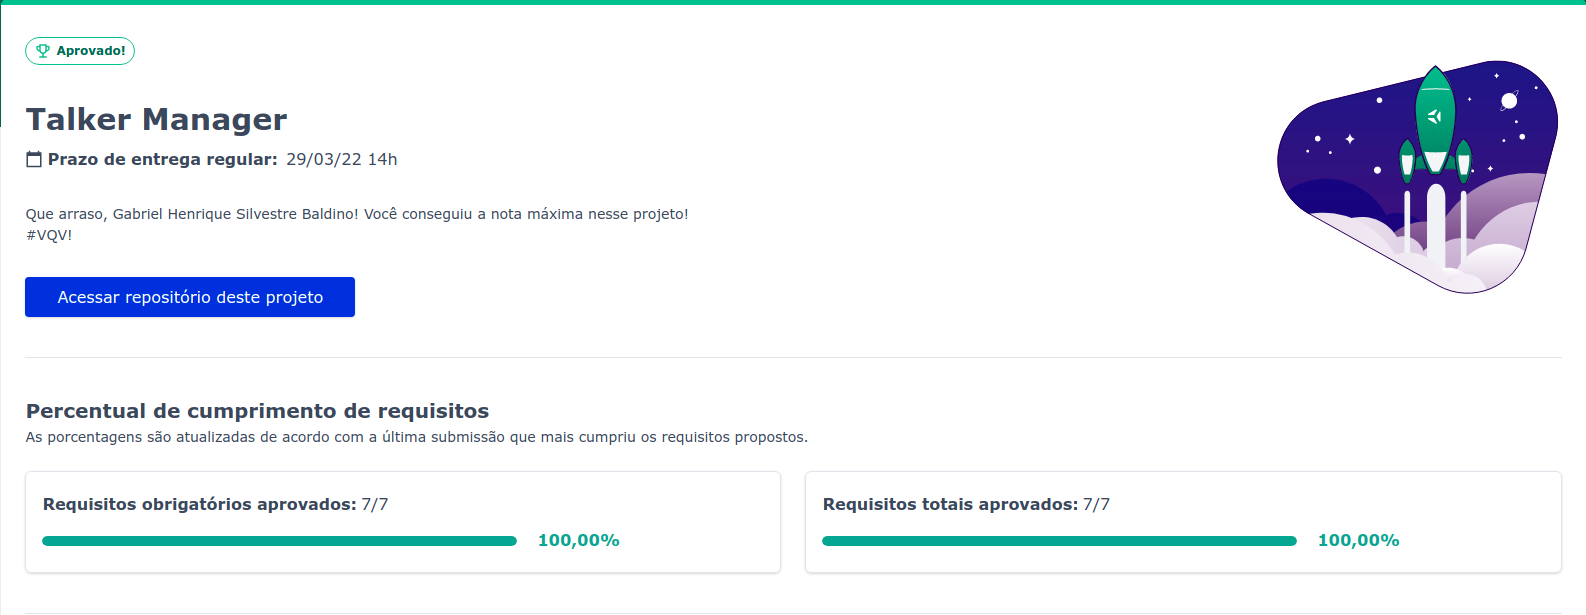 Aprovado!
Talker Manager
Prazo de entrega regular: 29/03/22 14h
Que arraso, Gabriel Henrique Silvestre Baldino! Você conseguiu a nota máxima nesse projeto!
#VQV!
Acessar repositório deste projeto
Percentual de cumprimento de requisitos
As porcentagens são atualizadas de acordo com a última submissão que mais cumpriu os requisitos propostos.
Requisitos obrigatórios aprovados: 7/7
100,00%
Requisitos totais aprovados: 7/7
100,00%